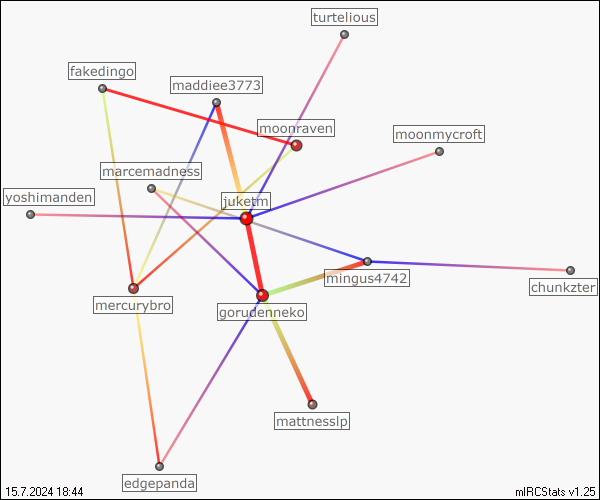 turtelious
fakedingo
maddiee3773
moonraven
moonmycroft
marcemadness
yoshimanden
juketm
mingus4742
chunkzter
mercurybro
gorudenneko
mattnesslp
edgepanda
15.7.2024 18:44
mIRCStats v1.25